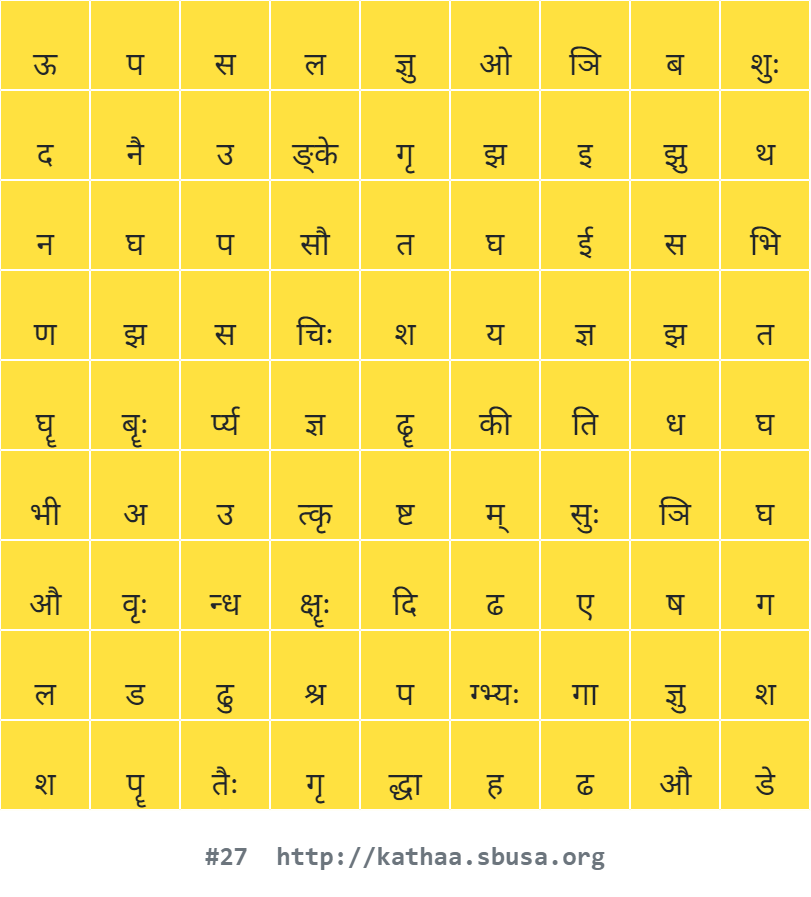 ऊ प स ल ज्ञु ओ ञि ब शुः
द नै उ ङ्के गृ झ इ झु थ
न घ प सौ त घ ई स भि
ण झ स चिः श य ज्ञ झ त
घॄ बॄः र्प्य ज्ञ ढॄ की ति ध घ
भी अ उ त्कृ ष्ट म् सुः ञि घ
औ वृः न्ध क्षॄः दि ढ ए ष ग
ल ड ढु श्र प ग्भ्यः गा ज्ञु श
श पॄ तैः गृ द्धा ह ढ औ डे
#27 http://kathaa.sbusa.org